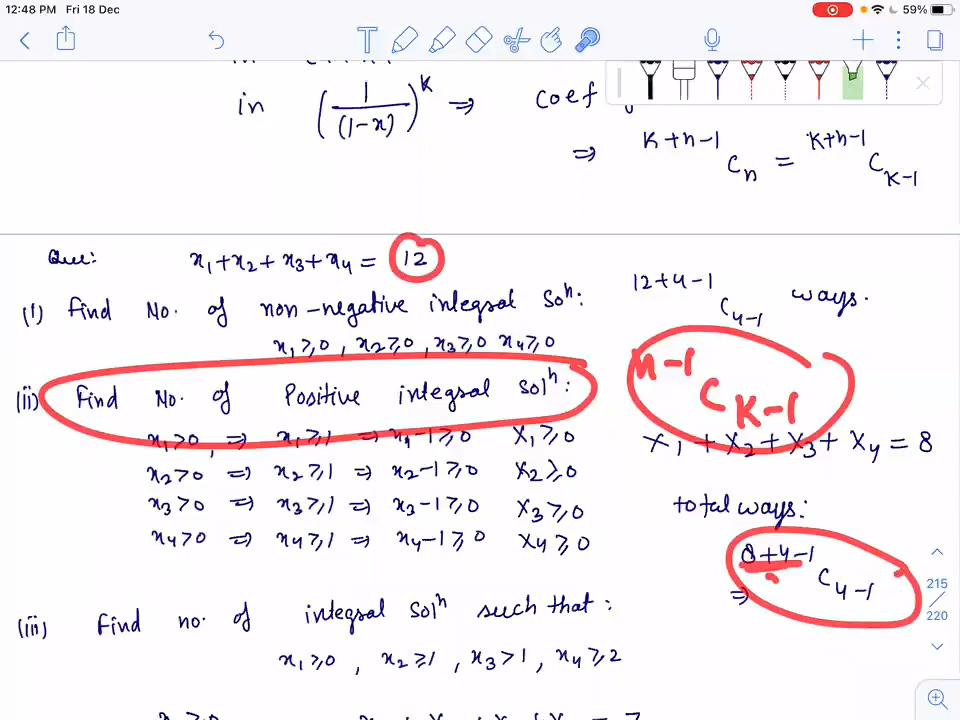 12:48 PM Fri 18 Dec
59%
in (1/(1-x))^K ⇒ coef
⇒ K+n-1 C n = K+n-1 C K-1
Que: x1+x2+x3+x4 = 12
(i) Find No. of non-negative integral Solⁿ: 12+4-1 C 4-1 ways.
x1≥0, x2≥0, x3≥0 x4≥0
n-1 C K-1
(ii) Find No. of Positive integral Solⁿ:
x1>0, ⇒ x1≥1 ⇒ x1-1≥0 X1≥0 X1 + X2 + X3 + X4 = 8
x2>0 ⇒ x2≥1 ⇒ x2-1≥0 X2≥0
x3>0 ⇒ x3≥1 ⇒ x3-1≥0 X3≥0 total ways:
x4>0 ⇒ x4≥1 ⇒ x4-1≥0 X4≥0
⇒ 8+4-1 C 4-1
215/220
(iii) Find no. of integral Solⁿ such that:
x1≥0, x2≥1, x3>1, x4≥2